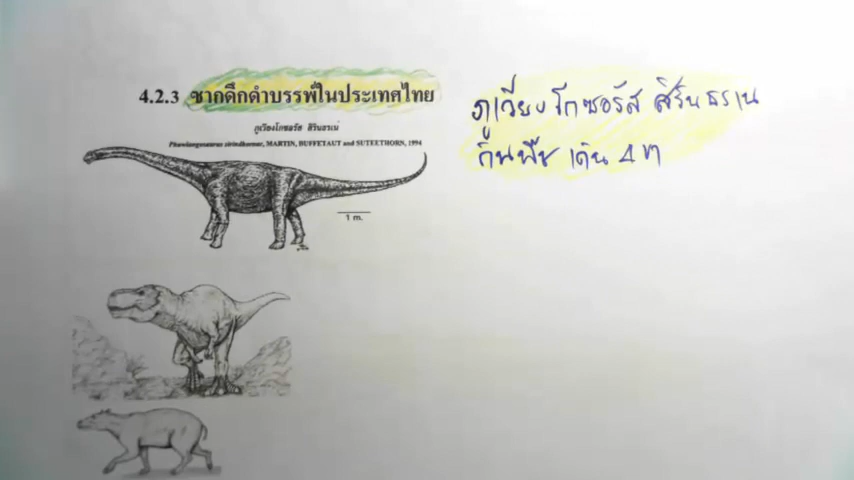 4.2.3 ซากดึกดำบรรพ์ในประเทศไทย
ภูเวียงโกซอรัส สิรินธรเน่
Phuwiangosaurus sirindhornae, MARTIN, BUFFETAUT and SUTEETHORN, 1994
1 m.
ภูเวียงโกซอรัส สิรินธรเน
กินพืช เดิน 4 ขา